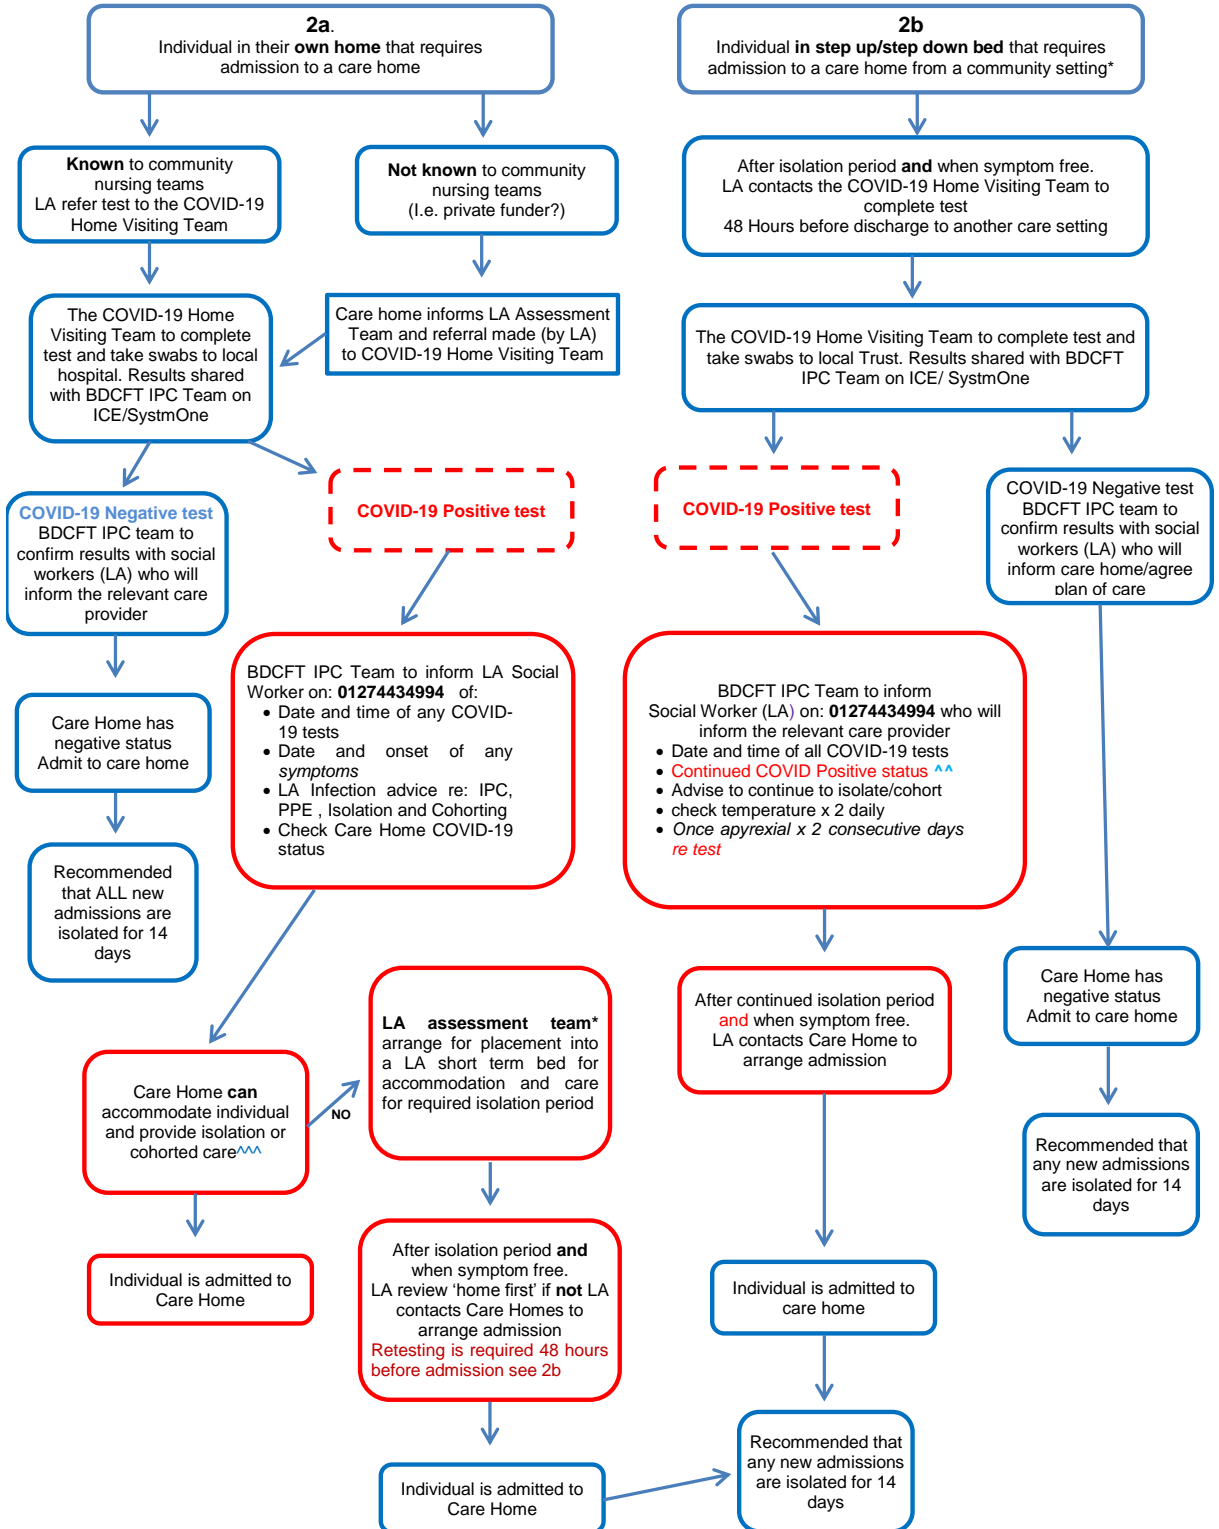 2a.
Individual in their own home that requires
admission to a care home
2b
Individual in step up/step down bed that requires
admission to a care home from a community setting*
Known to community
nursing teams
LA refer test to the COVID-19
Home Visiting Team
Not known to community
nursing teams
(I.e. private funder?)
After isolation period and when symptom free.
LA contacts the COVID-19 Home Visiting Team to
complete test
48 Hours before discharge to another care setting
The COVID-19 Home
Visiting Team to complete
test and take swabs to local
hospital. Results shared
with BDCFT IPC Team on
ICE/SystmOne
Care home informs LA Assessment
Team and referral made (by LA)
to COVID-19 Home Visiting Team
The COVID-19 Home Visiting Team to complete test and
take swabs to local Trust. Results shared with BDCFT
IPC Team on ICE/ SystmOne
COVID-19 Negative test
BDCFT IPC team to
confirm results with social
workers (LA) who will
inform the relevant care
provider
COVID-19 Positive test
COVID-19 Positive test
COVID-19 Negative test
BDCFT IPC team to
confirm results with social
workers (LA) who will
inform care home/agree
plan of care
BDCFT IPC Team to inform LA Social
Worker on: 01274434994 of:
• Date and time of any COVID-
19 tests
• Date and onset of any
symptoms
• LA Infection advice re: IPC,
PPE , Isolation and Cohorting
• Check Care Home COVID-19
status
BDCFT IPC Team to inform
Social Worker (LA) on: 01274434994 who will
inform the relevant care provider
• Date and time of all COVID-19 tests
• Continued COVID Positive status ^^
• Advise to continue to isolate/cohort
• check temperature x 2 daily
• Once apyrexial x 2 consecutive days
re test
Care Home has
negative status
Admit to care home
Recommended
that ALL new
admissions are
isolated for 14
days
LA assessment team*
arrange for placement into
a LA short term bed for
accommodation and care
for required isolation period
After continued isolation period
and when symptom free.
LA contacts Care Home to
arrange admission
Care Home has
negative status
Admit to care home
Care Home can
accommodate individual
and provide isolation or
cohorted care^^^
NO
Recommended that
any new admissions
are isolated for 14
days
Individual is admitted to
Care Home
After isolation period and
when symptom free.
LA review ‘home first’ if not LA
contacts Care Homes to
arrange admission
Retesting is required 48 hours
before admission see 2b
Individual is admitted to
care home
Individual is admitted to
Care Home
Recommended that
any new admissions
are isolated for 14
days